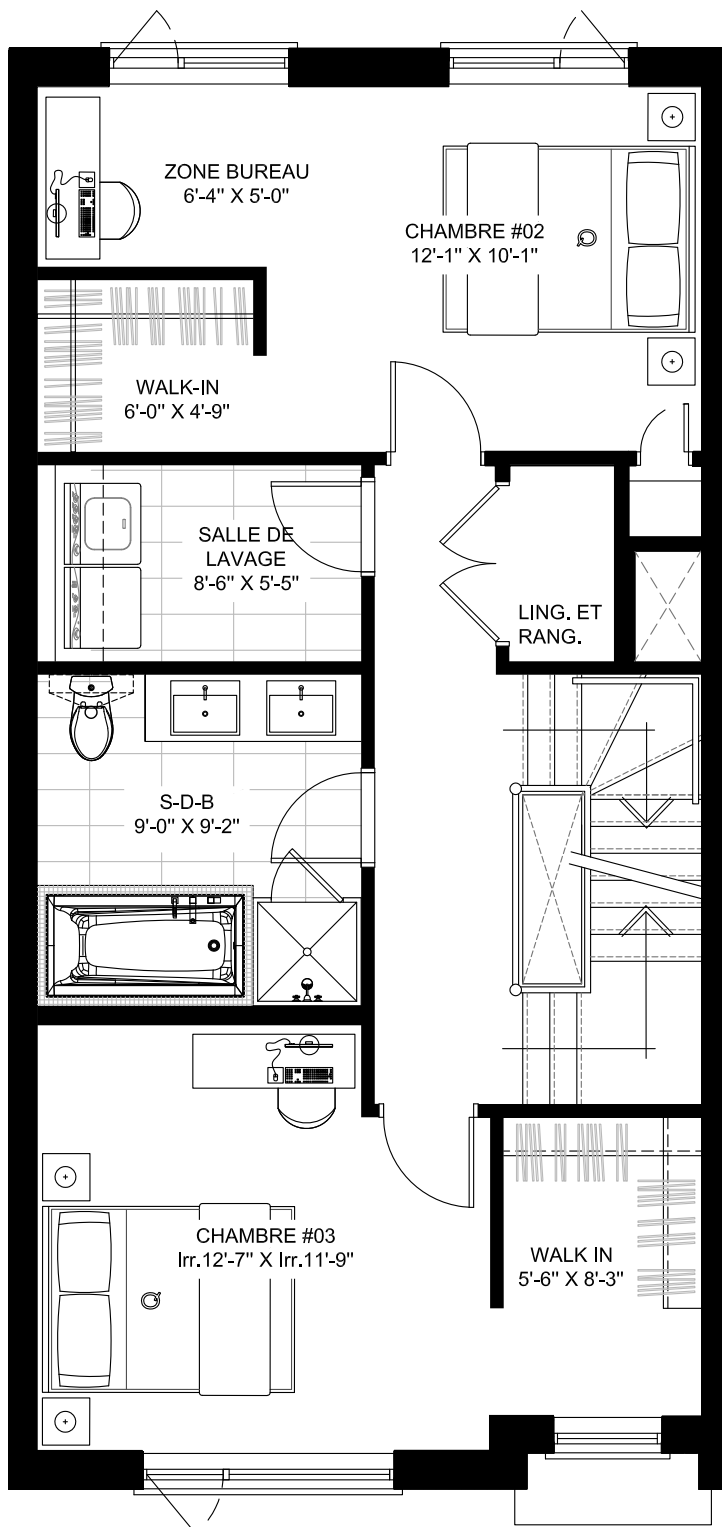 ZONE BUREAU
6'-4" X 5'-0"
CHAMBRE #02
12'-1" X 10'-1"
WALK-IN
6'-0" X 4'-9"
SALLE DE
LAVAGE
8'-6" X 5'-5"
LING. ET
RANG.
S-D-B
9'-0" X 9'-2"
CHAMBRE #03
Irr.12'-7" X Irr.11'-9"
WALK IN
5'-6" X 8'-3"